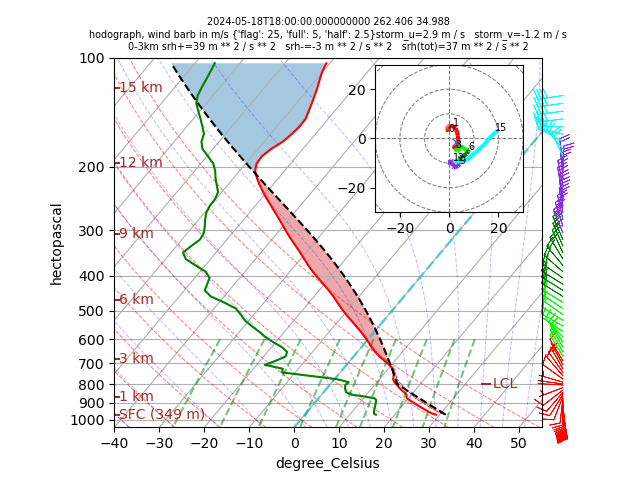 2024-05-18T18:00:00.000000000 262.406 34.988
hodograph, wind barb in m/s {'flag': 25, 'full': 5, 'half': 2.5}storm_u=2.9 m / s   storm_v=-1.2 m / s
0-3km srh+=39 m ** 2 / s ** 2   srh-=-3 m ** 2 / s ** 2   srh(tot)=37 m ** 2 / s ** 2
100
200
300
400
500
600
700
800
900
1000
hectopascal
15 km
12 km
9 km
6 km
3 km
1 km
SFC (349 m)
LCL
20
0
−20
−20
0
20
1
3
6
15
−40
−30
−20
−10
0
10
20
30
40
50
degree_Celsius